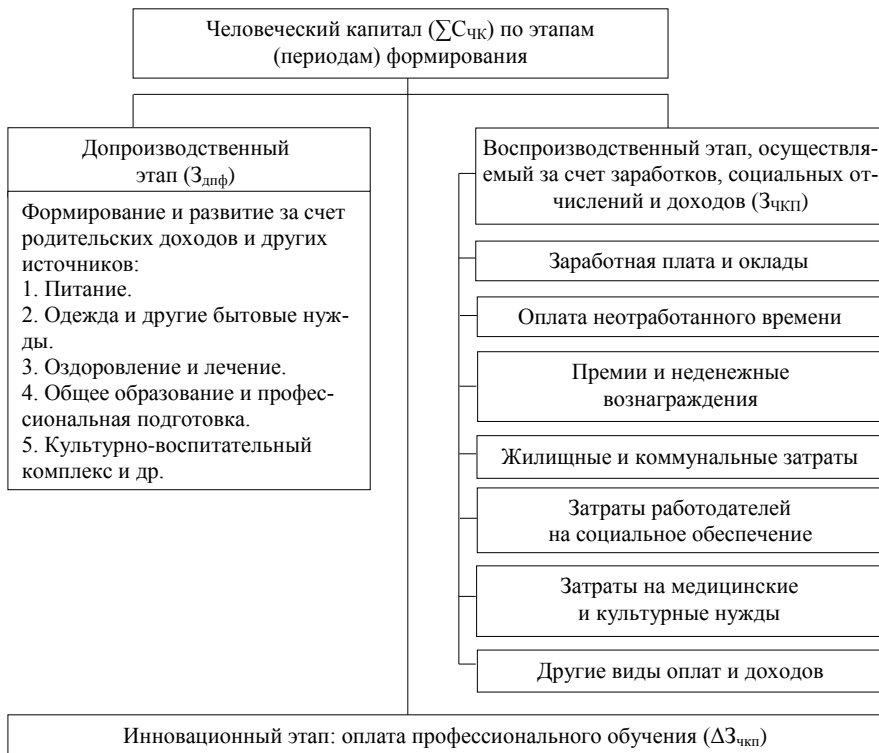 Человеческий капитал (∑СЧК) по этапам
(периодам) формирования
Допроизводственный
этап (Здпф)
Формирование и развитие за счет
родительских доходов и других
источников:
1. Питание.
2. Одежда и другие бытовые нуж-
ды.
3. Оздоровление и лечение.
4. Общее образование и профес-
сиональная подготовка.
5. Культурно-воспитательный
комплекс и др.
Воспроизводственный этап, осуществля-
емый за счет заработков, социальных от-
числений и доходов (ЗЧКП)
Заработная плата и оклады
Оплата неотработанного времени
Премии и неденежные
вознаграждения
Жилищные и коммунальные затраты
Затраты работодателей
на социальное обеспечение
Затраты на медицинские
и культурные нужды
Другие виды оплат и доходов
Инновационный этап: оплата профессионального обучения (ΔЗчкп)